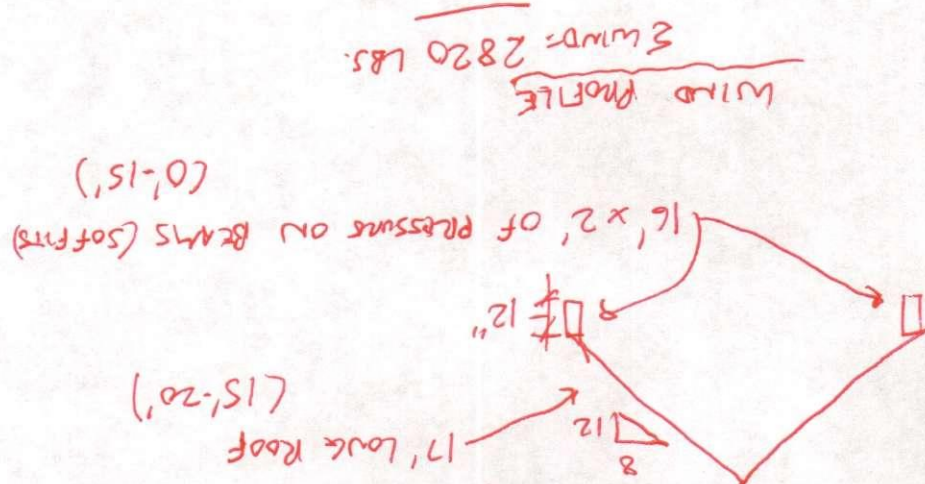 8
12
17' LONG ROOF
(15'-20')
12"
16' x 2' OF PRESSURE ON BEAMS (SOFFITS)
(0'-15')
WIND PROFILE
ΣWIND = 2820 LBS.